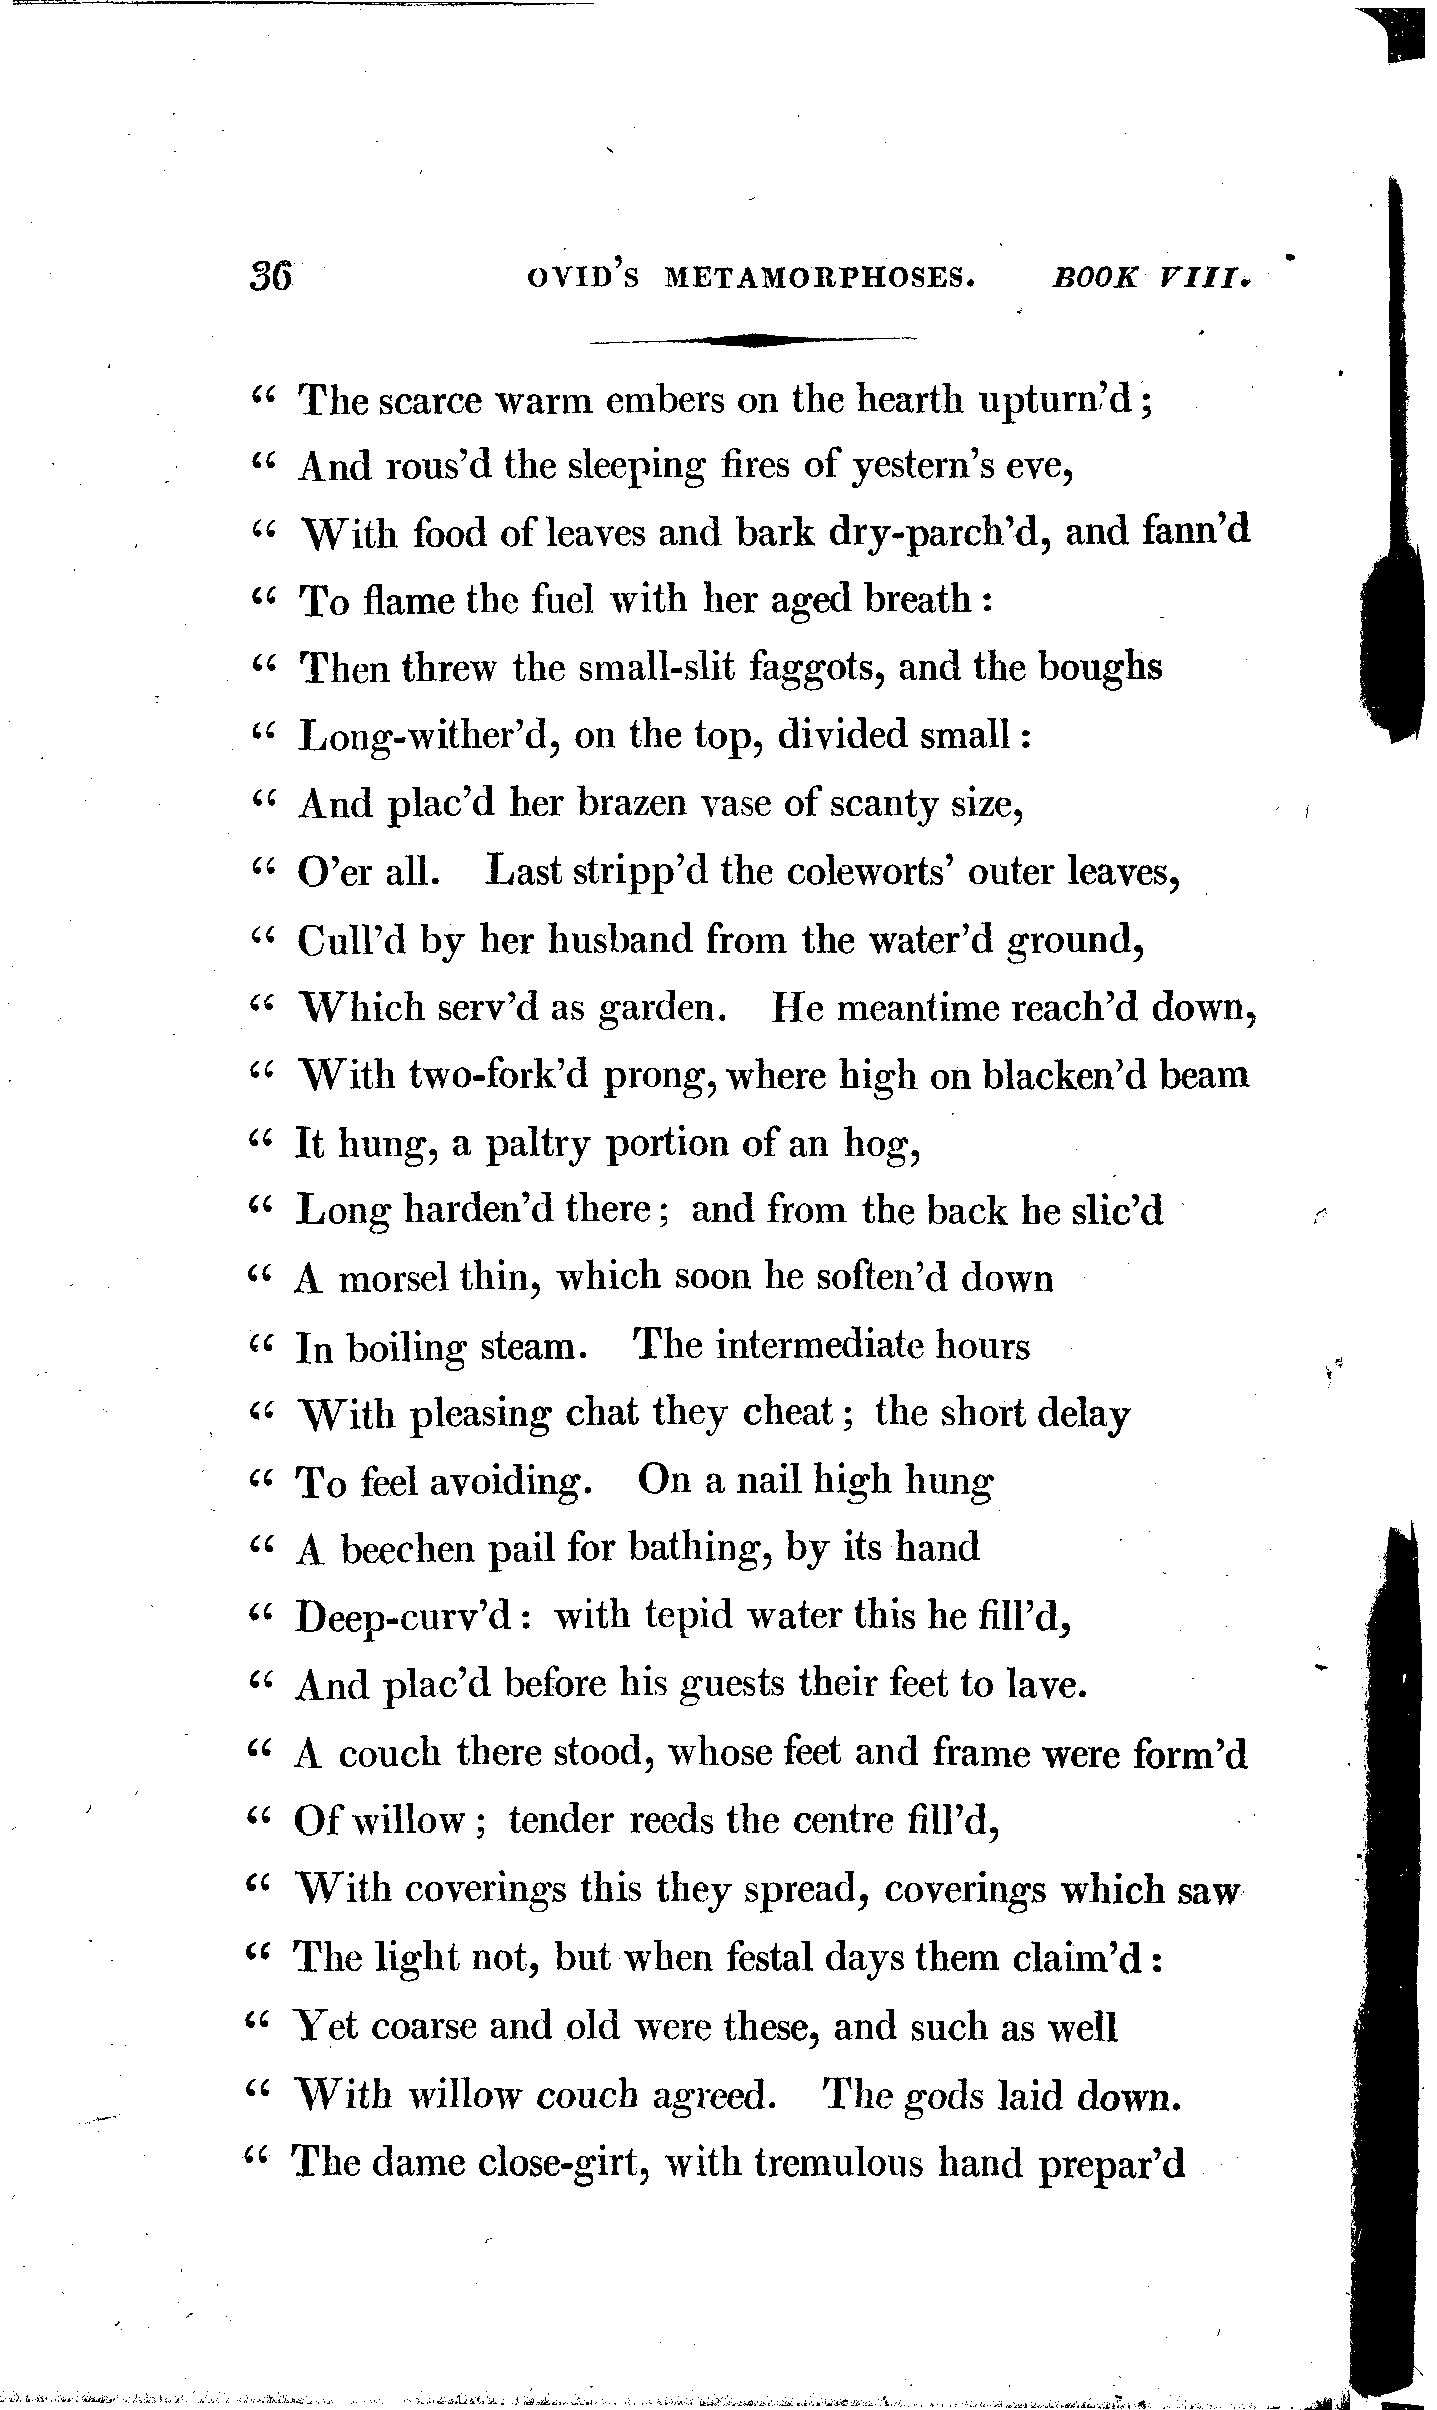 36 OVID'S METAMORPHOSES. BOOK VIII.
“ The scarce warm embers on the hearth upturn'd;
“ And rous'd the sleeping fires of yestern's eve,
“ With food of leaves and bark dry-parch'd, and fann'd
“ To flame the fuel with her aged breath:
“ Then threw the small-slit faggots, and the boughs
“ Long-wither'd, on the top, divided small:
“ And plac'd her brazen vase of scanty size,
“ O'er all. Last stripp'd the coleworts' outer leaves,
“ Cull'd by her husband from the water'd ground,
“ Which serv'd as garden. He meantime reach'd down,
“ With two-fork'd prong, where high on blacken'd beam
“ It hung, a paltry portion of an hog,
“ Long harden'd there; and from the back he slic'd
“ A morsel thin, which soon he soften'd down
“ In boiling steam. The intermediate hours
“ With pleasing chat they cheat; the short delay
“ To feel avoiding. On a nail high hung
“ A beechen pail for bathing, by its hand
“ Deep-curv'd: with tepid water this he fill'd,
“ And plac'd before his guests their feet to lave.
“ A couch there stood, whose feet and frame were form'd
“ Of willow; tender reeds the centre fill'd,
“ With coverings this they spread, coverings which saw
“ The light not, but when festal days them claim'd:
“ Yet coarse and old were these, and such as well
“ With willow couch agreed. The gods laid down.
“ The dame close-girt, with tremulous hand prepar'd